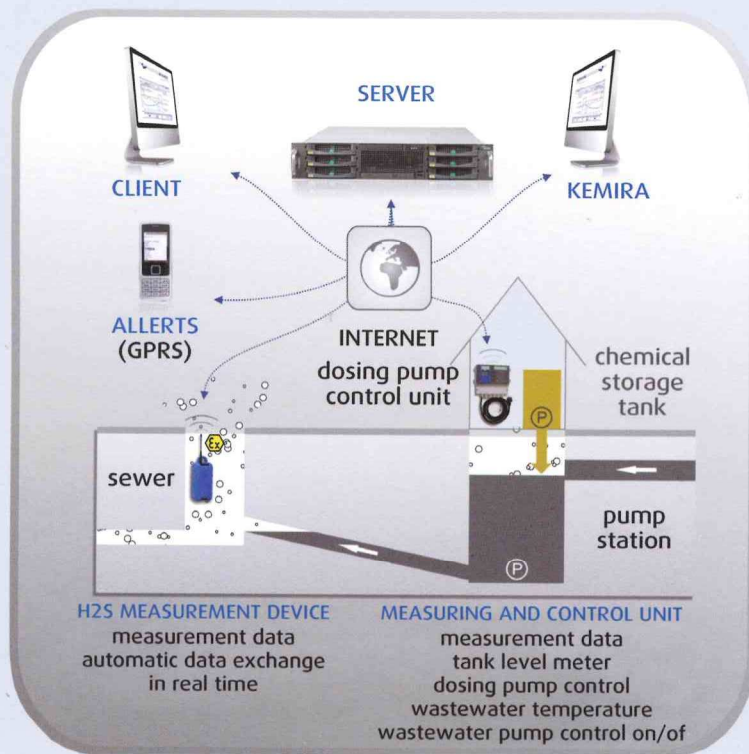 SERVER
CLIENT
KEMIRA
ALLERTS
(GPRS)
INTERNET
dosing pump
control unit
chemical
storage
tank
P
Ex
sewer
pump
station
P
H2S MEASUREMENT DEVICE
measurement data
automatic data exchange
in real time
MEASURING AND CONTROL UNIT
measurement data
tank level meter
dosing pump control
wastewater temperature
wastewater pump control on/of